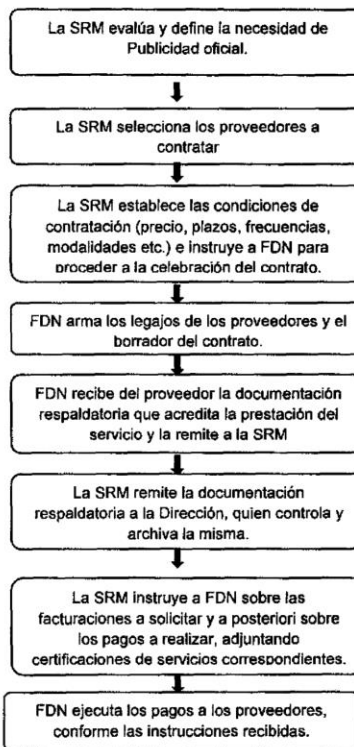 La SRM evalúa y define la necesidad de
Publicidad oficial.
La SRM selecciona los proveedores a
contratar
La SRM establece las condiciones de
contratación (precio, plazos, frecuencias,
modalidades etc.) e instruye a FDN para
proceder a la celebración del contrato.
FDN arma los legajos de los proveedores y el
borrador del contrato.
FDN recibe del proveedor la documentación
respaldatoria que acredita la prestación del
servicio y la remite a la SRM
La SRM remite la documentación
respaldatoria a la Dirección, quien controla y
archiva la misma.
La SRM instruye a FDN sobre las
facturaciones a solicitar y a posteriori sobre
los pagos a realizar, adjuntando
certificaciones de servicios correspondientes.
FDN ejecuta los pagos a los proveedores,
conforme las instrucciones recibidas.